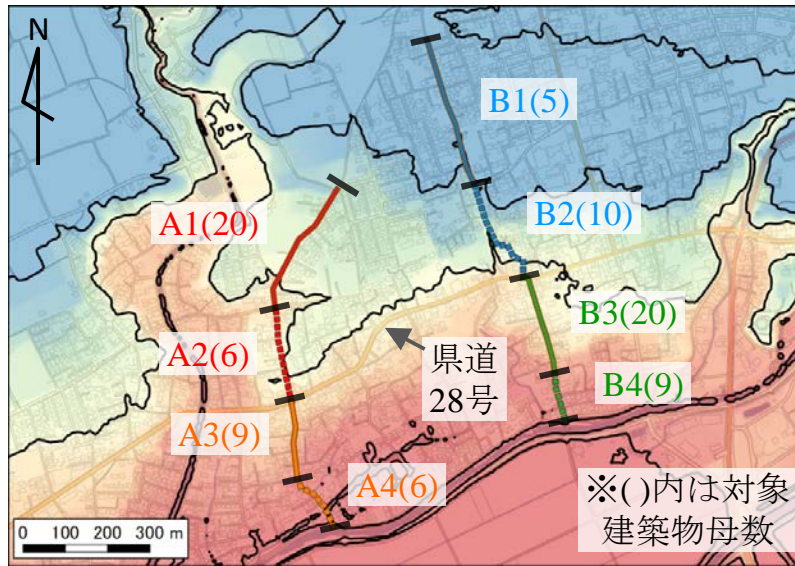 N
B1(5)
A1(20)
B2(10)
B3(20)
A2(6)
県道
28号
B4(9)
A3(9)
A4(6)
※( )内は対象
建築物母数
0 100 200 300 m